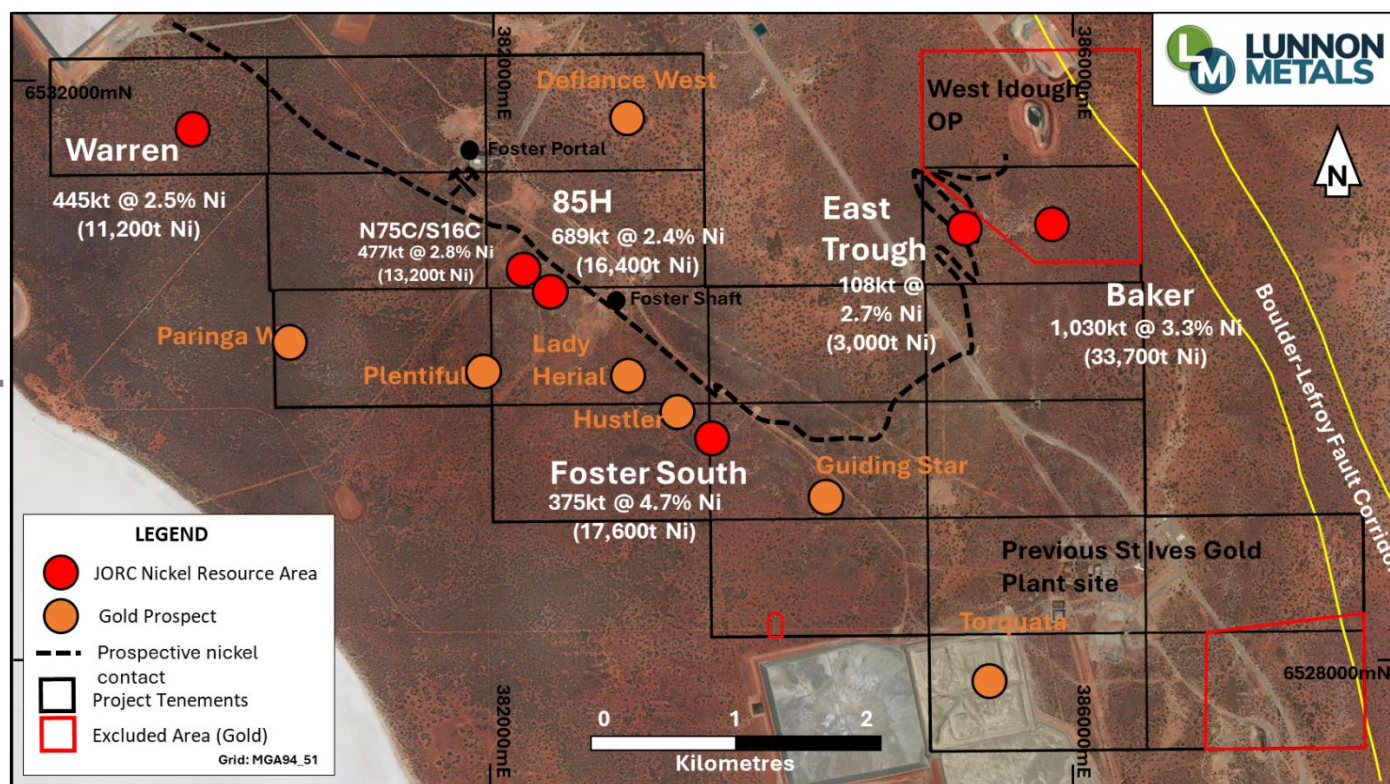 LUNNON
METALS
LM
N
382000mE
386000mE
6532000mN
Defiance West
West Idough
OP
Warren
445kt @ 2.5% Ni
(11,200t Ni)
Foster Portal
85H
689kt @ 2.4% Ni
(16,400t Ni)
N75C/S16C
477kt @ 2.8% Ni
(13,200t Ni)
East
Trough
108kt @
2.7% Ni
(3,000t Ni)
Baker
1,030kt @ 3.3% Ni
(33,700t Ni)
Boulder-Lefroy Fault Corridor
Foster Shaft
Paringa W
Plentiful
Lady
Herial
Hustler
Foster South
375kt @ 4.7% Ni
(17,600t Ni)
Guiding Star
Previous St Ives Gold
Plant site
Torquata
6528000mN
382000mE
386000mE
0 1 2
Kilometres
LEGEND
JORC Nickel Resource Area
Gold Prospect
Prospective nickel
contact
Project Tenements
Excluded Area (Gold)
Grid: MGA94_51